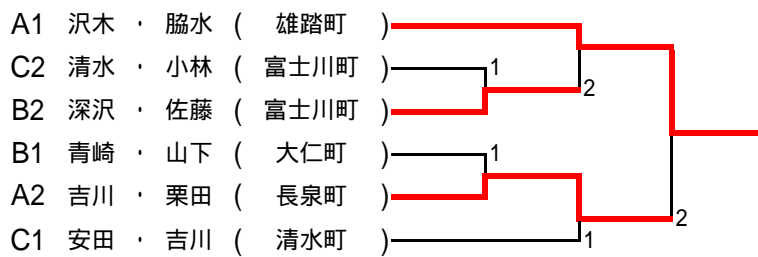 A1 沢木 ・ 脇水 ( 雄踏町 )
C2 清水 ・ 小林 ( 富士川町 ) 1
2
B2 深沢 ・ 佐藤 ( 富士川町 )
B1 青崎 ・ 山下 ( 大仁町 ) 1
A2 吉川 ・ 栗田 ( 長泉町 )
2
C1 安田 ・ 吉川 ( 清水町 ) 1